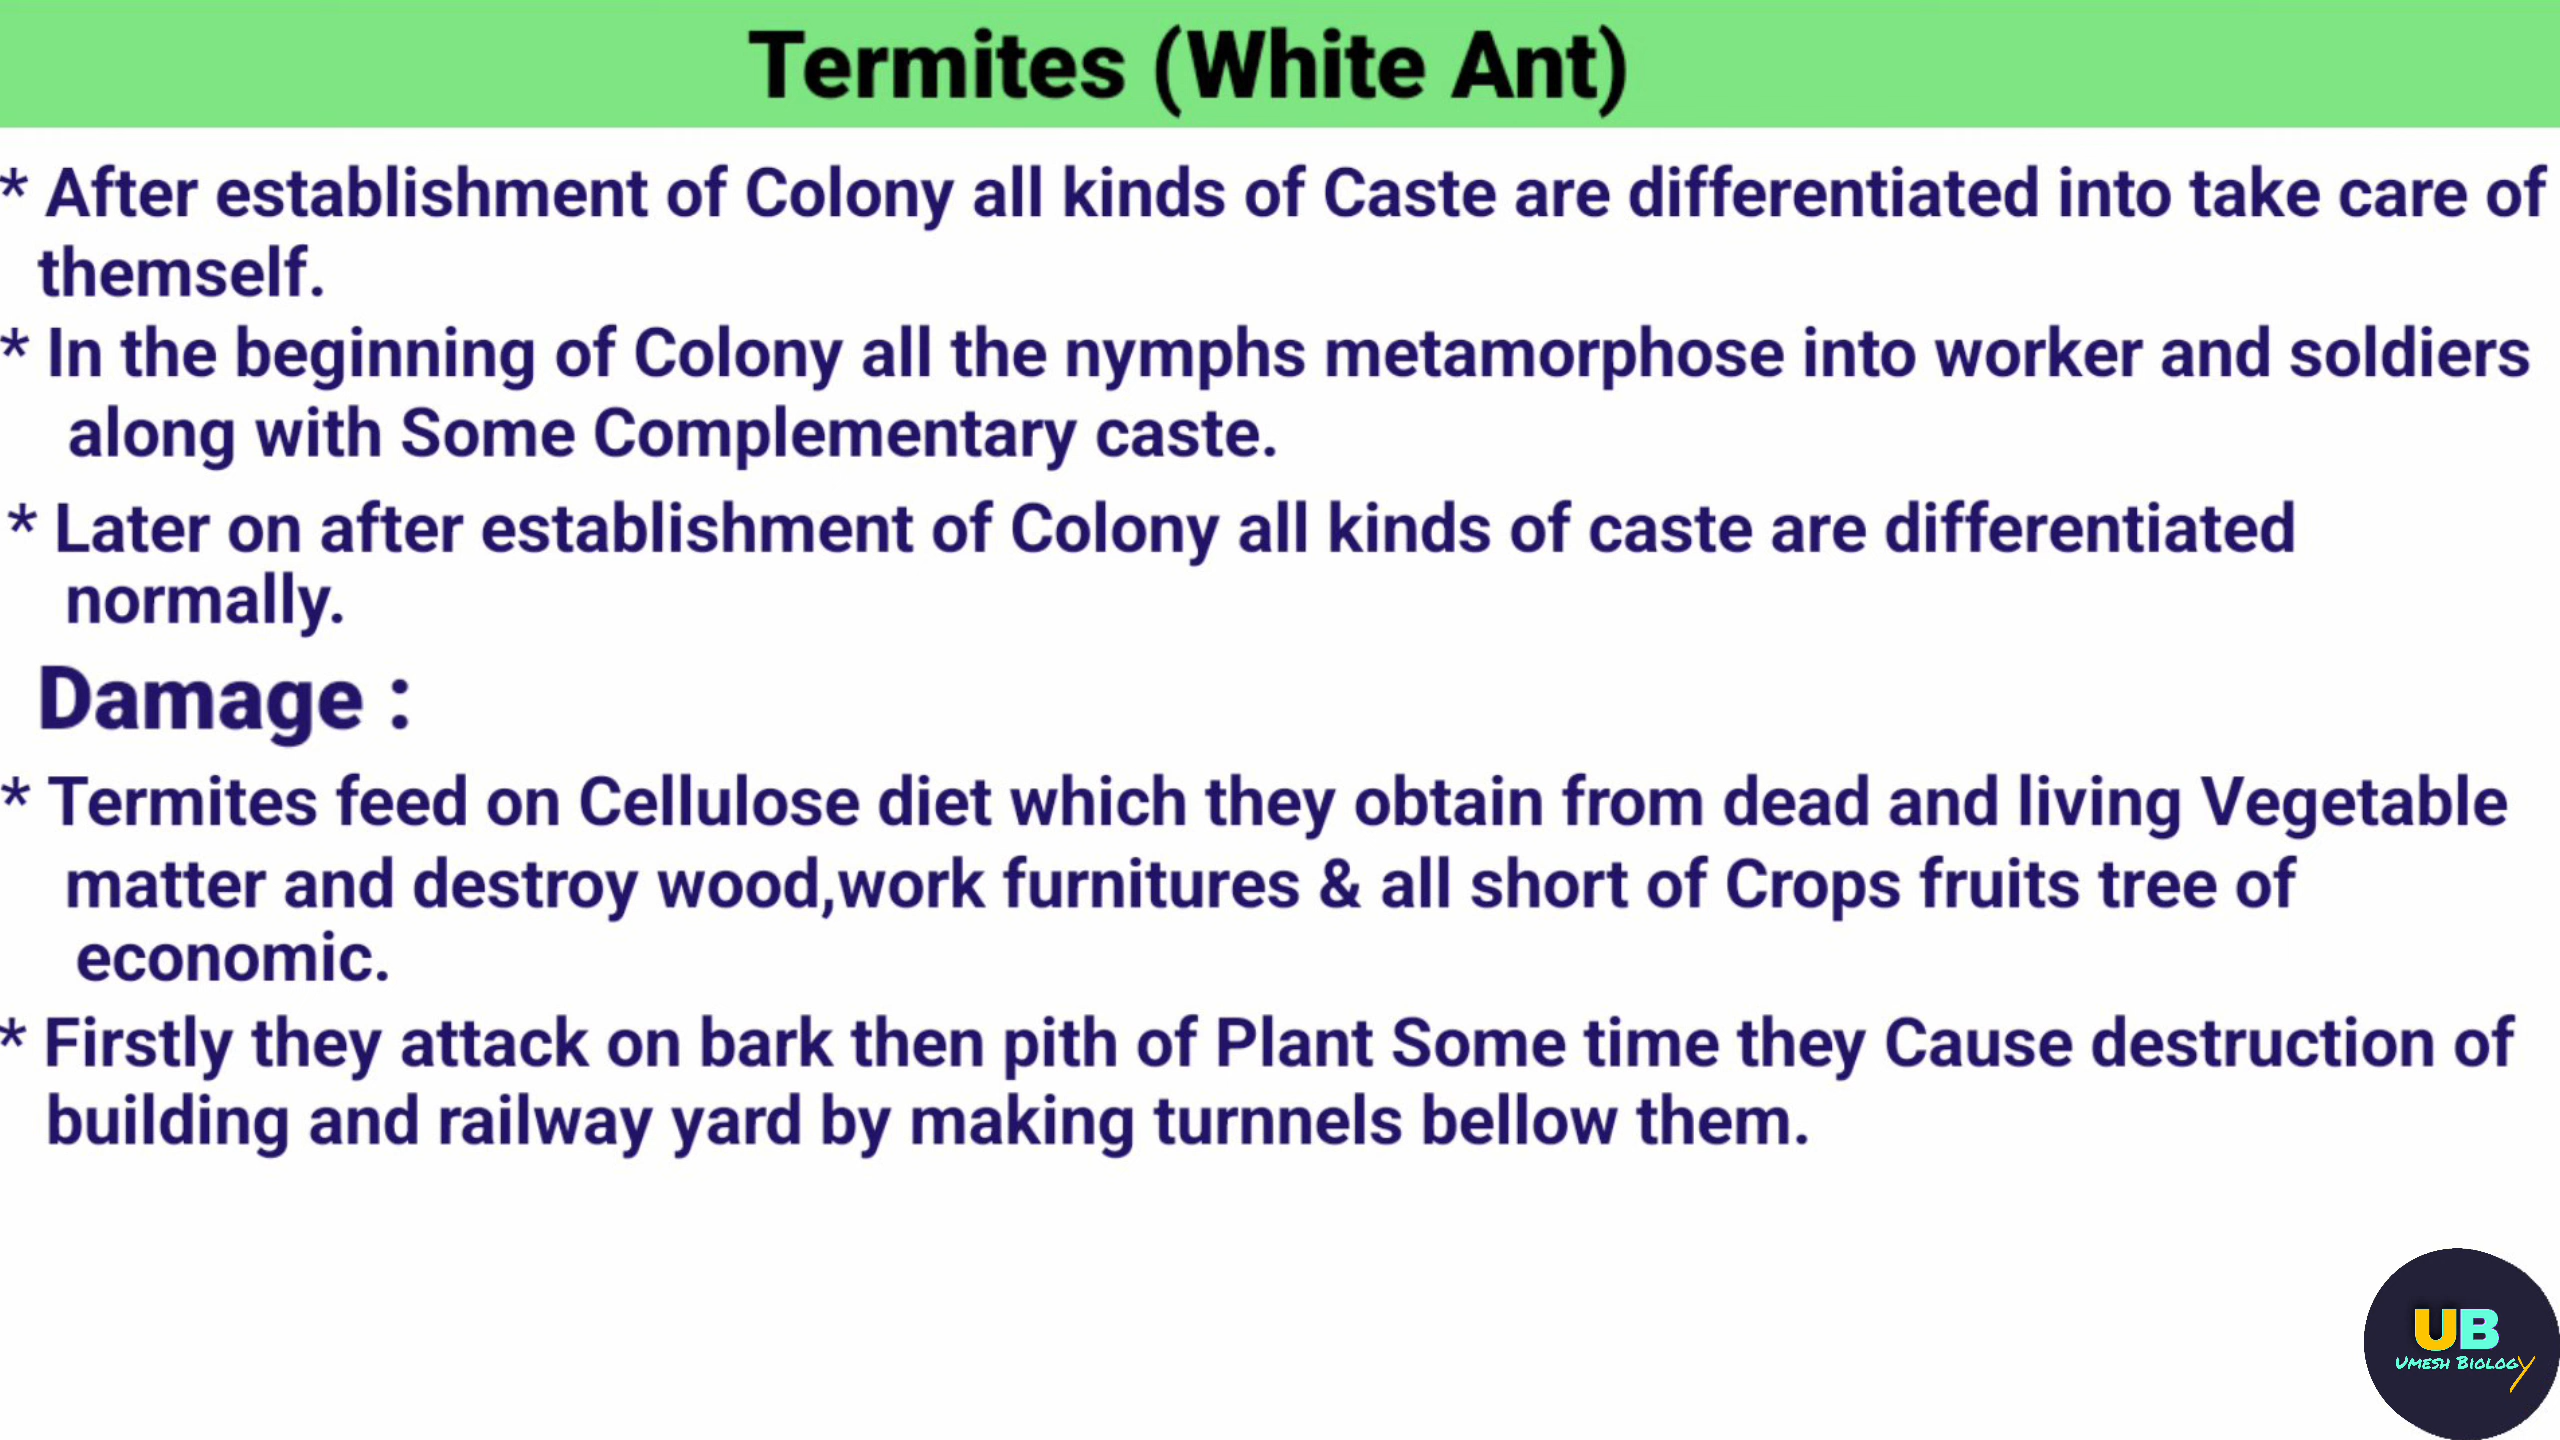 Termites (White Ant)
* After establishment of Colony all kinds of Caste are differentiated into take care of
themself.
* In the beginning of Colony all the nymphs metamorphose into worker and soldiers
along with Some Complementary caste.
* Later on after establishment of Colony all kinds of caste are differentiated
normally.
Damage :
* Termites feed on Cellulose diet which they obtain from dead and living Vegetable
matter and destroy wood,work furnitures & all short of Crops fruits tree of
economic.
* Firstly they attack on bark then pith of Plant Some time they Cause destruction of
building and railway yard by making turnnels bellow them.
UB
UMESH BIOLOGY